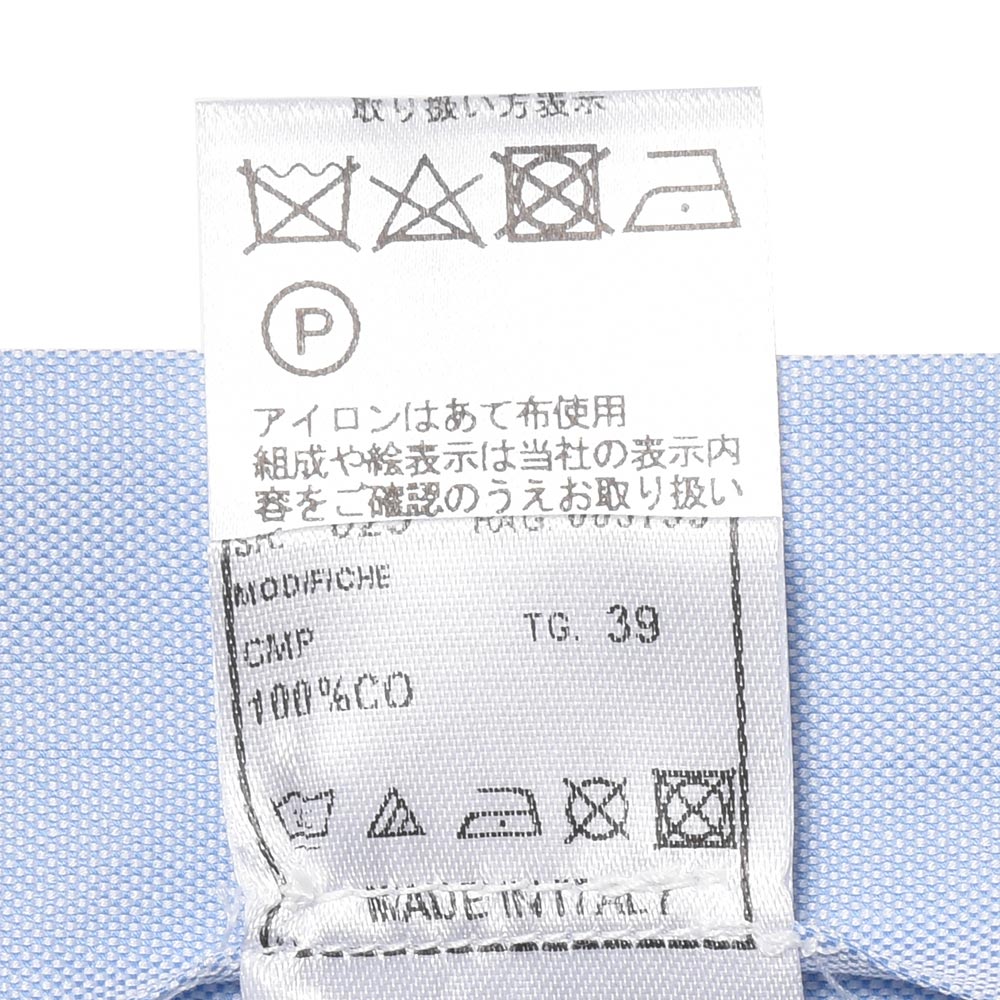 取り扱い方表示
P
アイロンはあて布使用
組成や絵表示は当社の表示内
容をご確認のうえお取り扱い
MODIFICHE
CMP
TG. 39
100%CO
MADE IN ITALY